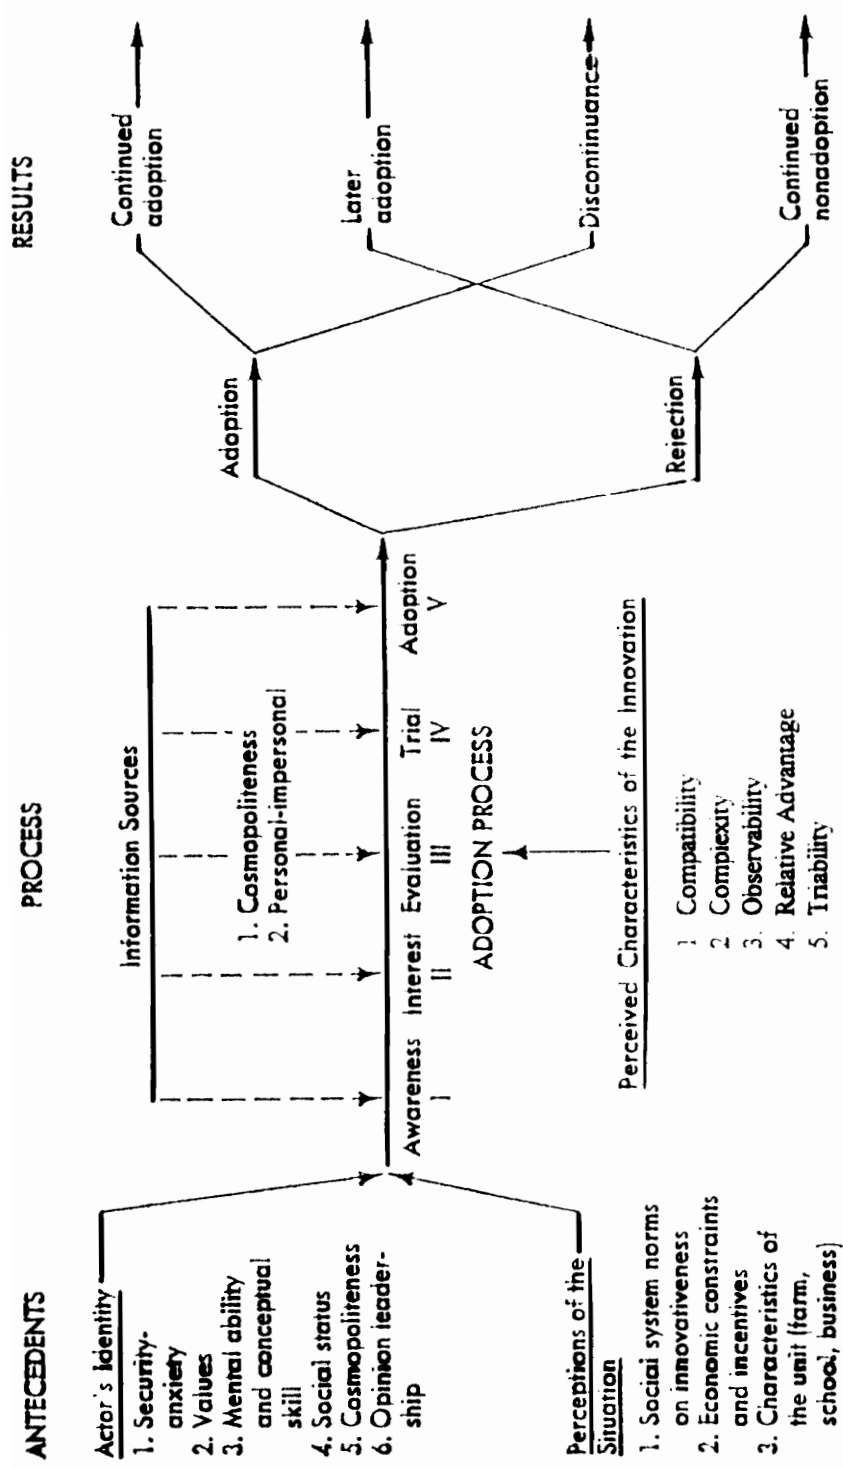 ANTECEDENTS
Actor's Identity
1. Security-
anxiety
2. Values
3. Mental ability
and conceptual
skill
4. Social status
5. Cosmopoliteness
6. Opinion leader-
ship
Perceptions of the
Situation
1. Social system norms
on innovativeness
2. Economic constraints
and incentives
3. Characteristics of
the unit (farm,
school, business)
PROCESS
Information Sources
1. Cosmopoliteness
2. Personal-impersonal
Awareness Interest Evaluation Trial Adoption
I II III IV V
ADOPTION PROCESS
Perceived Characteristics of the Innovation
1 Compatibility
2. Complexity
3. Observability
4. Relative Advantage
5. Triability
RESULTS
Adoption
Rejection
Continued
adoption
Later
adoption
Discontinuance
Continued
nonadoption